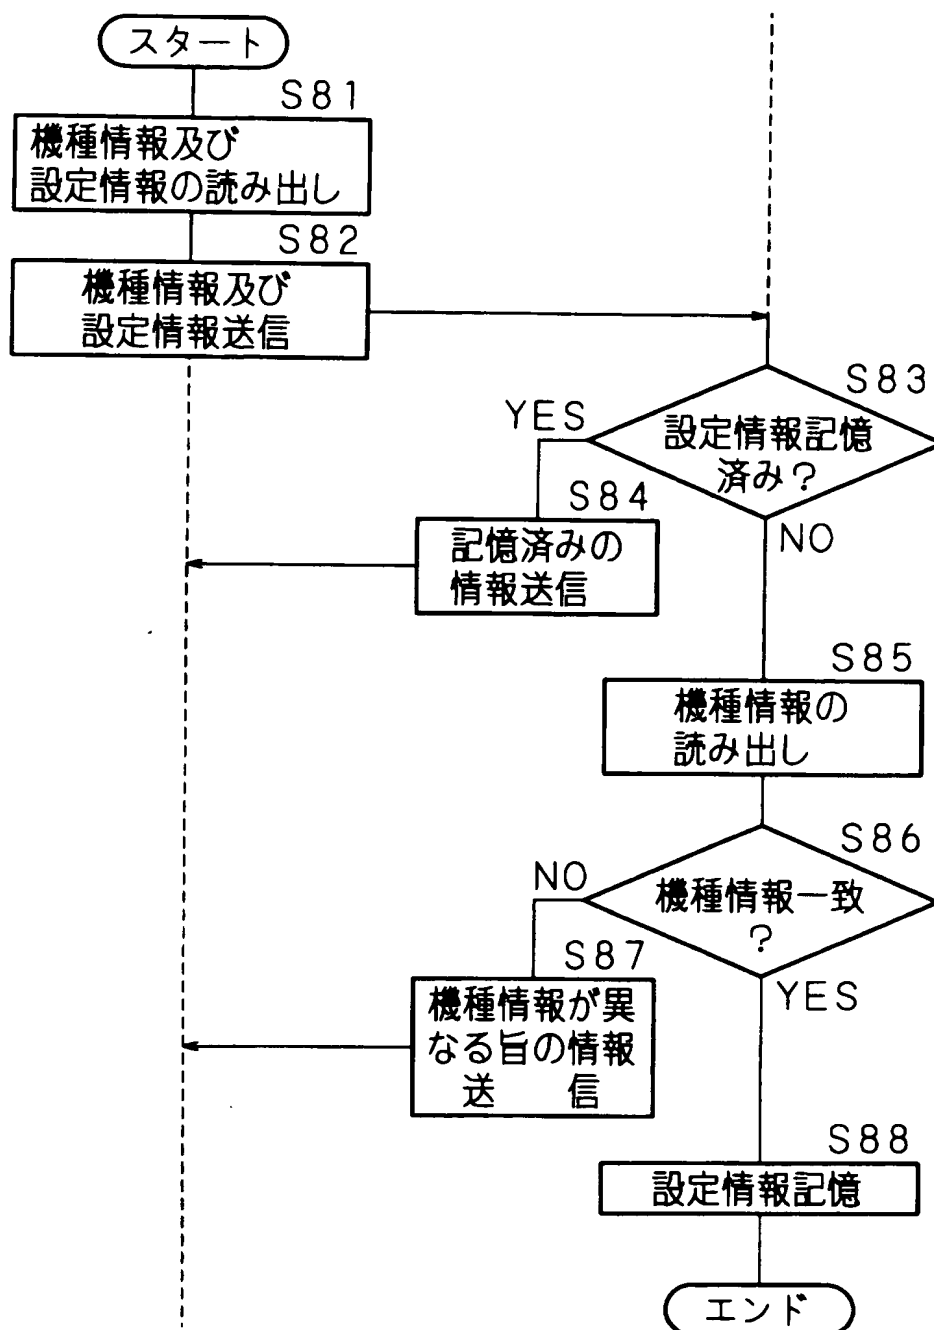 スタート
S81
機種情報及び
設定情報の読み出し
S82
機種情報及び
設定情報送信
S83
YES
設定情報記憶
済み?
S84
NO
記憶済みの
情報送信
S85
機種情報の
読み出し
S86
NO
機種情報一致
?
S87
YES
機種情報が異
なる旨の情報
送 信
S88
設定情報記憶
エンド